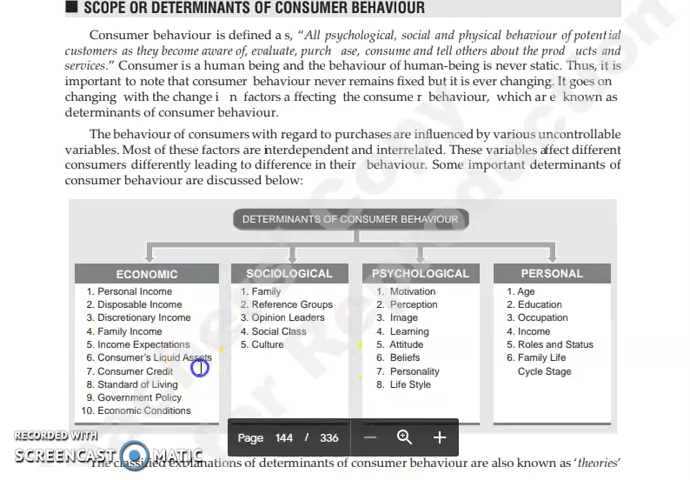 SCOPE OR DETERMINANTS OF CONSUMER BEHAVIOUR
Consumer behaviour is defined a s, “All psychological, social and physical behaviour of potential
customers as they become aware of, evaluate, purch ase, consume and tell others about the prod ucts and
services.” Consumer is a human being and the behaviour of human-being is never static. Thus, it is
important to note that consumer behaviour never remains fixed but it is ever changing. It goes on
changing with the change i n factors a ffecting the consume r behaviour, which ar e known as
determinants of consumer behaviour.
The behaviour of consumers with regard to purchases are influenced by various uncontrollable
variables. Most of these factors are interdependent and interrelated. These variables affect different
consumers differently leading to difference in their behaviour. Some important determinants of
consumer behaviour are discussed below:
DETERMINANTS OF CONSUMER BEHAVIOUR
ECONOMIC
1. Personal Income
2. Disposable Income
3. Discretionary Income
4. Family Income
5. Income Expectations
6. Consumer's Liquid Assets
7. Consumer Credit
8. Standard of Living
9. Government Policy
10. Economic Conditions
SOCIOLOGICAL
1. Family
2. Reference Groups
3. Opinion Leaders
4. Social Class
5. Culture
PSYCHOLOGICAL
1. Motivation
2. Perception
3. Image
4. Learning
5. Attitude
6. Beliefs
7. Personality
8. Life Style
PERSONAL
1. Age
2. Education
3. Occupation
4. Income
5. Roles and Status
6. Family Life
Cycle Stage
Page 144 / 336
RECORDED WITH
SCREENCAST MATIC
The classified explanations of determinants of consumer behaviour are also known as ‘theories’